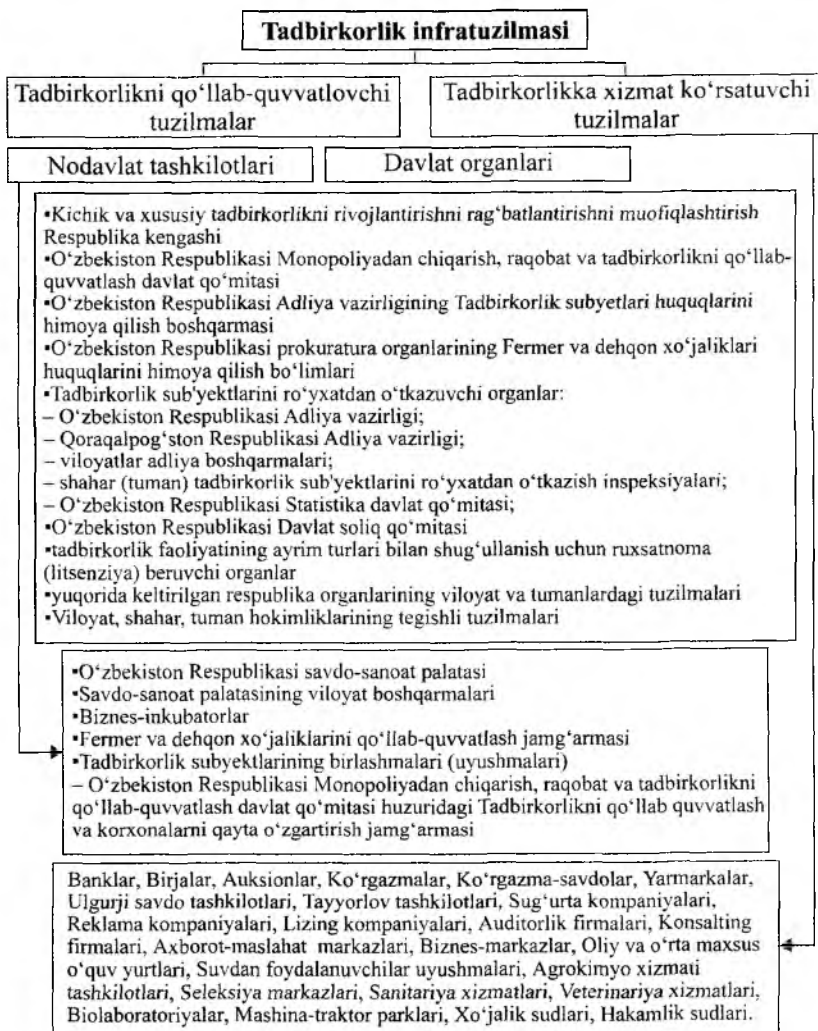 Tadbirkorlik infratuzilmasi
Tadbirkorlikni qo‘llab-quvvatlovchi
tuzilmalar
Tadbirkorlikka xizmat ko‘rsatuvchi
tuzilmalar
Nodavlat tashkilotlari
Davlat organlari
▪Kichik va xususiy tadbirkorlikni rivojlantirishni rag‘batlantirishni muofiqlashtirish
Respublika kengashi
▪O‘zbekiston Respublikasi Monopoliyadan chiqarish, raqobat va tadbirkorlikni qo‘llab-
quvvatlash davlat qo‘mitasi
▪O‘zbekiston Respublikasi Adliya vazirligining Tadbirkorlik subyetlari huquqlarini
himoya qilish boshqarmasi
▪O‘zbekiston Respublikasi prokuratura organlarining Fermer va dehqon xo‘jaliklari
huquqlarini himoya qilish bo‘limlari
▪Tadbirkorlik sub'yektlarini ro‘yxatdan o‘tkazuvchi organlar:
– O‘zbekiston Respublikasi Adliya vazirligi;
– Qoraqalpog‘ston Respublikasi Adliya vazirligi;
– viloyatlar adliya boshqarmalari;
– shahar (tuman) tadbirkorlik sub'yektlarini ro‘yxatdan o‘tkazish inspeksiyalari;
– O‘zbekiston Respublikasi Statistika davlat qo‘mitasi;
▪O‘zbekiston Respublikasi Davlat soliq qo‘mitasi
▪tadbirkorlik faoliyatining ayrim turlari bilan shug‘ullanish uchun ruxsatnoma
(litsenziya) beruvchi organlar
▪yuqorida keltirilgan respublika organlarining viloyat va tumanlardagi tuzilmalari
▪Viloyat, shahar, tuman hokimliklarining tegishli tuzilmalari
▪O‘zbekiston Respublikasi savdo-sanoat palatasi
▪Savdo-sanoat palatasining viloyat boshqarmalari
▪Biznes-inkubatorlar
▪Fermer va dehqon xo‘jaliklarini qo‘llab-quvvatlash jamg‘armasi
▪Tadbirkorlik subyektlarining birlashmalari (uyushmalari)
– O‘zbekiston Respublikasi Monopoliyadan chiqarish, raqobat va tadbirkorlikni
qo‘llab-quvvatlash davlat qo‘mitasi huzuridagi Tadbirkorlikni qo‘llab quvvatlash
va korxonalarni qayta o‘zgartirish jamg‘armasi
Banklar, Birjalar, Auksionlar, Ko‘rgazmalar, Ko‘rgazma-savdolar, Yarmarkalar,
Ulgurji savdo tashkilotlari, Tayyorlov tashkilotlari, Sug‘urta kompaniyalari,
Reklama kompaniyalari, Lizing kompaniyalari, Auditorlik firmalari, Konsalting
firmalari, Axborot-maslahat markazlari, Biznes-markazlar, Oliy va o‘rta maxsus
o‘quv yurtlari, Suvdan foydalanuvchilar uyushmalari, Agrokimyo xizmati
tashkilotlari, Seleksiya markazlari, Sanitariya xizmatlari, Veterinariya xizmatlari,
Biolaboratoriyalar, Mashina-traktor parklari, Xo‘jalik sudlari, Hakamlik sudlari.